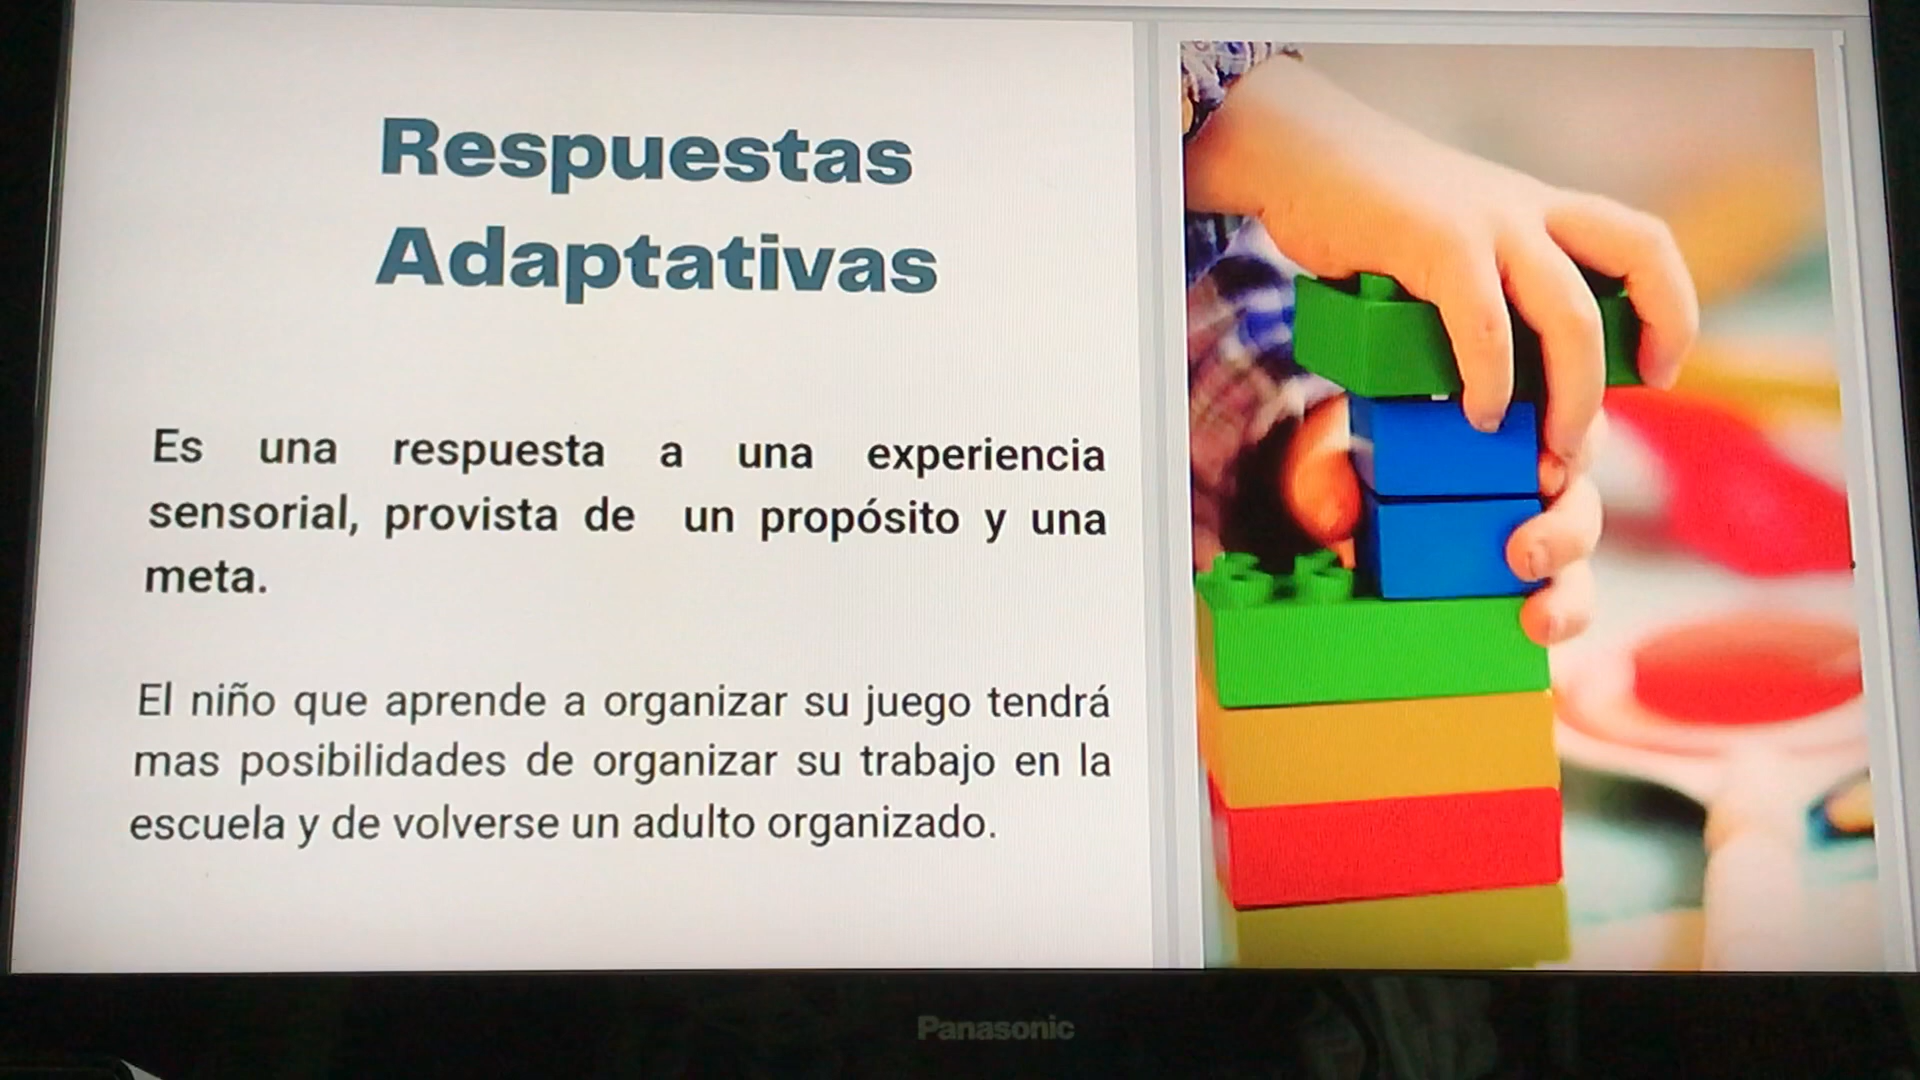 Respuestas
Adaptativas
Es una respuesta a una experiencia
sensorial, provista de un propósito y una
meta.
El niño que aprende a organizar su juego tendrá
mas posibilidades de organizar su trabajo en la
escuela y de volverse un adulto organizado.
Panasonic